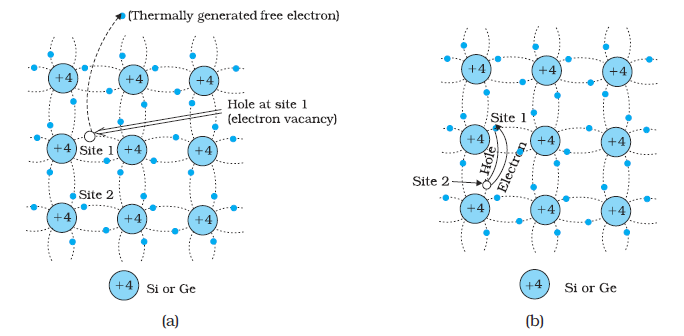 (Thermally generated free electron)
+4 +4 +4
Hole at site 1
(electron vacancy)
+4 Site 1 +4 +4
Site 2
+4 +4 +4
+4 Si or Ge
(a)
+4 +4 +4
Site 1
+4 Hole Electron +4 +4
Site 2
+4 +4 +4
+4 Si or Ge
(b)